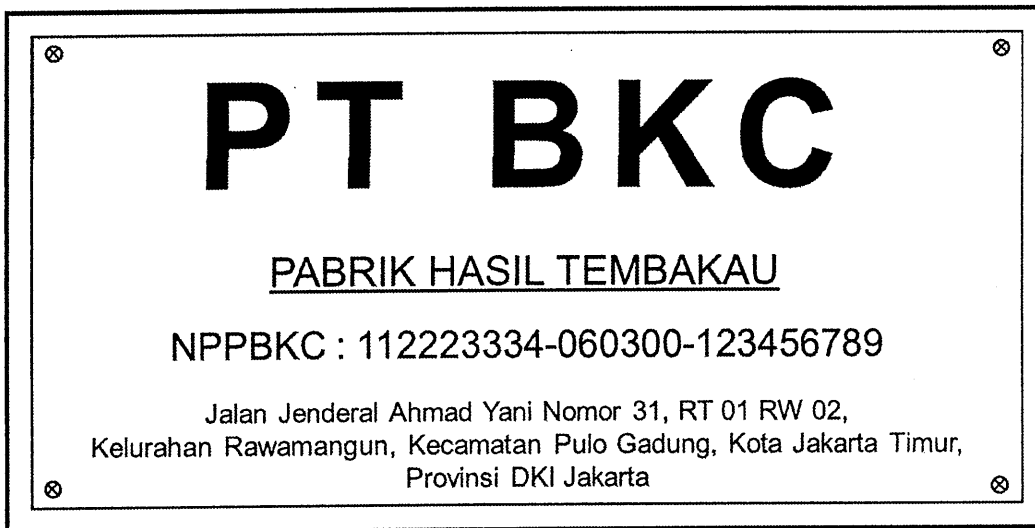 PT BKC
PABRIK HASIL TEMBAKAU
NPPBKC : 112223334-060300-123456789
Jalan Jenderal Ahmad Yani Nomor 31, RT 01 RW 02,
Kelurahan Rawamangun, Kecamatan Pulo Gadung, Kota Jakarta Timur,
Provinsi DKI Jakarta